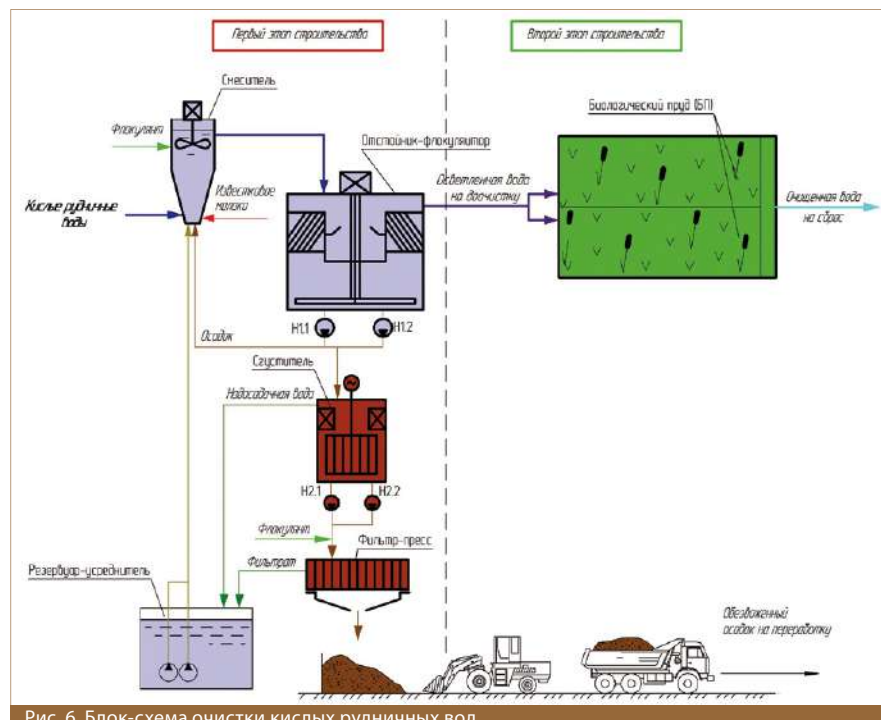 Первый этап строительства
Второй этап строительства
Смеситель
Биологический пруд (БП)
Флокулянт
Отстойник-флокулятор
Осветленная вода
на доочистку
Очищенная вода
на сброс
Кислые рудничные
воды
Известковое
молоко
Н1.1
Н1.2
Осадок
Сгуститель
Надосадочная вода
Н2.1
Н2.2
Флокулянт
Фильтр-пресс
Фильтрат
Резервуар-усреднитель
Обезвоженный
осадок на переработку
Рис. 6. Блок-схема очистки кислых рудничных вод